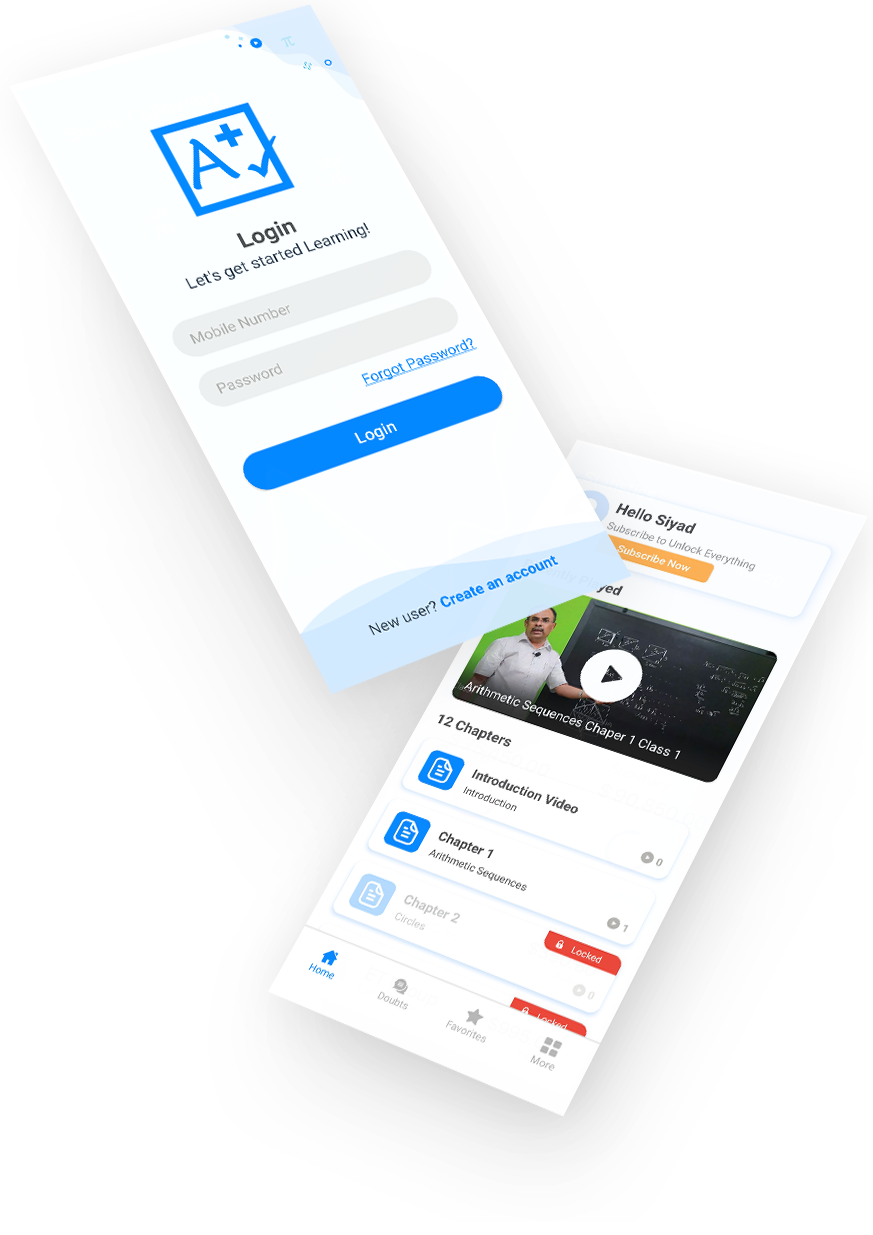 π
A+
Login
Let's get started Learning!
Mobile Number
Password
Forgot Password?
Login
New user? Create an account
Hello Siyad
Subscribe to Unlock Everything
Subscribe Now
Arithmetic Sequences Chaper 1 Class 1
12 Chapters
Introduction Video
Introduction
0
Chapter 1
Arithmetic Sequences
1
Chapter 2
Circles
Locked
0
Locked
Home
Doubts
Favorites
More